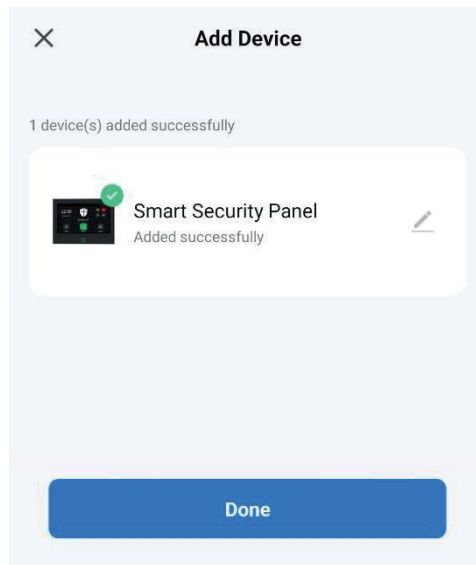 Add Device
1 device(s) added successfully
Smart Security Panel
Added successfully
Done